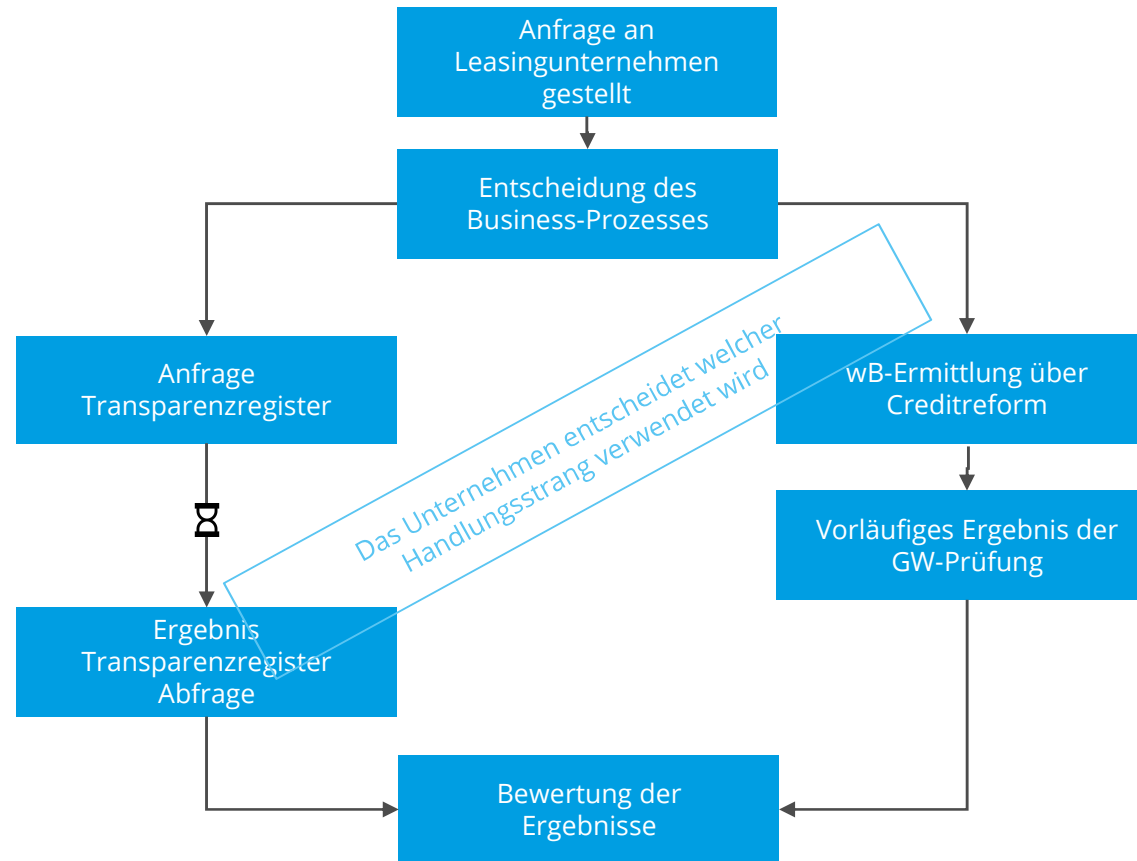 Anfrage an
Leasingunternehmen
gestellt
Entscheidung des
Business-Prozesses
Anfrage
Transparenzregister
wB-Ermittlung über
Creditreform
Das Unternehmen entscheidet welcher
Handlungsstrang verwendet wird
Vorläufiges Ergebnis der
GW-Prüfung
Ergebnis
Transparenzregister
Abfrage
Bewertung der
Ergebnisse